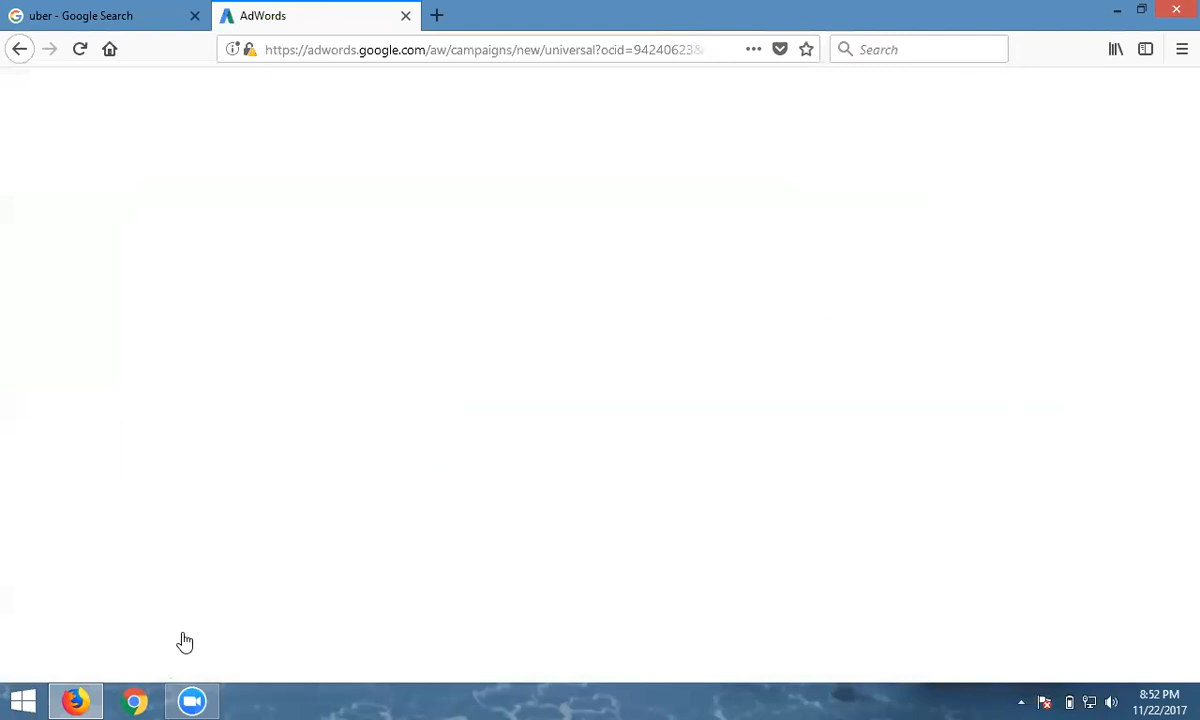 uber - Google Search
AdWords
https://adwords.google.com/aw/campaigns/new/universal?ocid=94240623&
Search
8:52 PM
11/22/2017